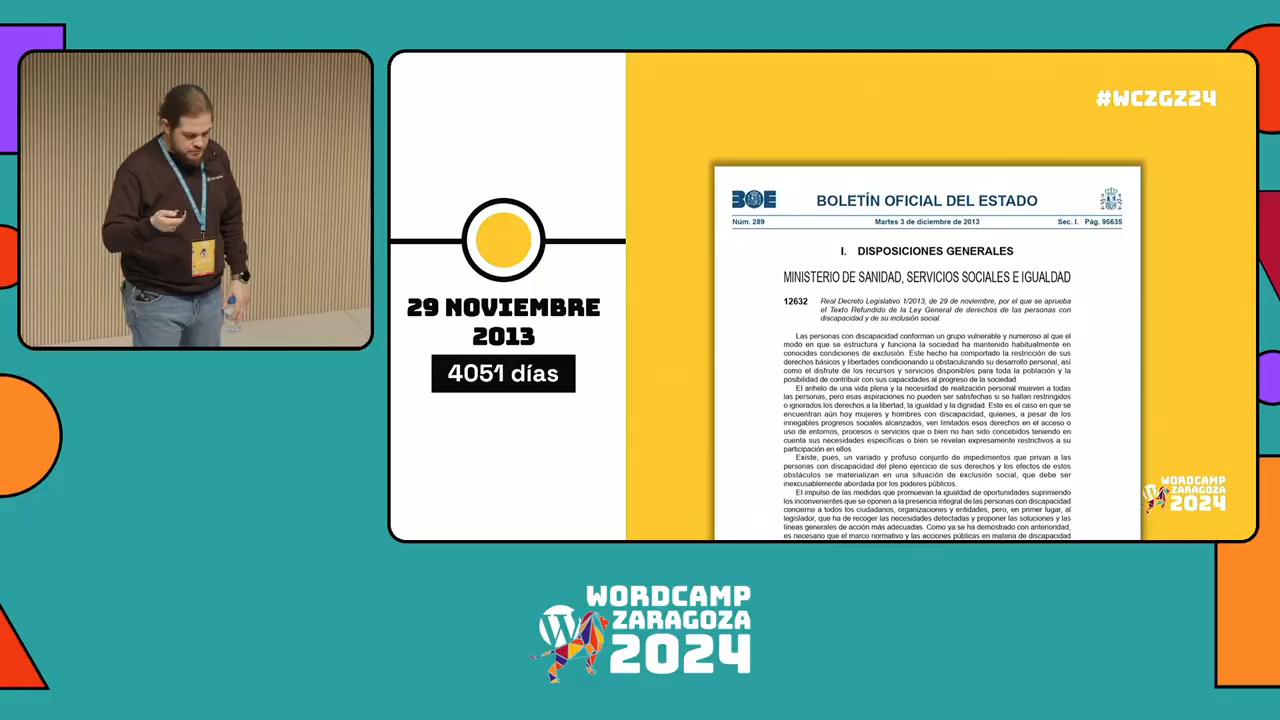 #WCZGZ24
29 NOVIEMBRE
2013
4051 días
BOE
BOLETÍN OFICIAL DEL ESTADO
Núm. 289
Martes 3 de diciembre de 2013
Sec. I. Pág. 95635
I. DISPOSICIONES GENERALES
MINISTERIO DE SANIDAD, SERVICIOS SOCIALES E IGUALDAD
12632
Real Decreto Legislativo 1/2013, de 29 de noviembre, por el que se aprueba
el Texto Refundido de la Ley General de derechos de las personas con
discapacidad y de su inclusión social.
Las personas con discapacidad conforman un grupo vulnerable y numeroso al que el
modo en que se estructura y funciona la sociedad ha mantenido habitualmente en
conocidas condiciones de exclusión. Este hecho ha comportado la restricción de sus
derechos básicos y libertades condicionando u obstaculizando su desarrollo personal, así
como el disfrute de los recursos y servicios disponibles para toda la población y la
posibilidad de contribuir con sus capacidades al progreso de la sociedad.
El anhelo de una vida plena y la necesidad de realización personal mueven a todas
las personas, pero esas aspiraciones no pueden ser satisfechas si se hallan restringidos
o ignorados los derechos a la libertad, la igualdad y la dignidad. Este es el caso en que se
encuentran aún hoy mujeres y hombres con discapacidad, quienes, a pesar de los
innegables progresos sociales alcanzados, ven limitados esos derechos en el acceso o
uso de entornos, procesos o servicios que o bien no han sido concebidos teniendo en
cuenta sus necesidades específicas o bien se revelan expresamente restrictivos a su
participación en ellos.
Existe, pues, un variado y profuso conjunto de impedimentos que privan a las
personas con discapacidad del pleno ejercicio de sus derechos y los efectos de estos
obstáculos se materializan en una situación de exclusión social, que debe ser
inexcusablemente abordada por los poderes públicos.
El impulso de las medidas que promuevan la igualdad de oportunidades suprimiendo
los inconvenientes que se oponen a la presencia integral de las personas con discapacidad
concierne a todos los ciudadanos, organizaciones y entidades, pero, en primer lugar, al
legislador, que ha de recoger las necesidades detectadas y proponer las soluciones y las
líneas generales de acción más adecuadas. Como ya se ha demostrado con anterioridad,
es necesario que el marco normativo y las acciones públicas en materia de discapacidad
WORDCAMP
ZARAGOZA
2024
WORDCAMP
ZARAGOZA
2024